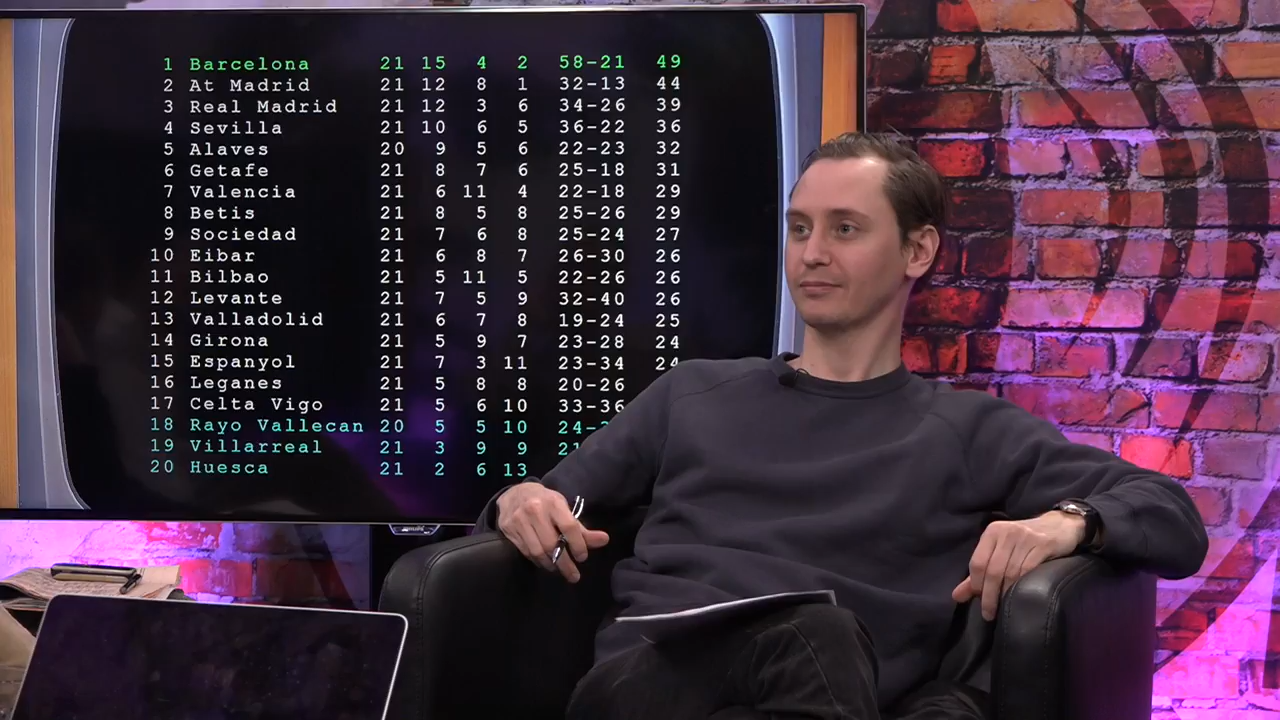 1 Barcelona 21 15 4 2 58-21 49
2 At Madrid 21 12 8 1 32-13 44
3 Real Madrid 21 12 3 6 34-26 39
4 Sevilla 21 10 6 5 36-22 36
5 Alaves 20 9 5 6 22-23 32
6 Getafe 21 8 7 6 25-18 31
7 Valencia 21 6 11 4 22-18 29
8 Betis 21 8 5 8 25-26 29
9 Sociedad 21 7 6 8 25-24 27
10 Eibar 21 6 8 7 26-30 26
11 Bilbao 21 5 11 5 22-26 26
12 Levante 21 7 5 9 32-40 26
13 Valladolid 21 6 7 8 19-24 25
14 Girona 21 5 9 7 23-28 24
15 Espanyol 21 7 3 11 23-34 24
16 Leganes 21 5 8 8 20-26
17 Celta Vigo 21 5 6 10 33-36
18 Rayo Vallecan 20 5 5 10 24-
19 Villarreal 21 3 9 9 21
20 Huesca 21 2 6 13